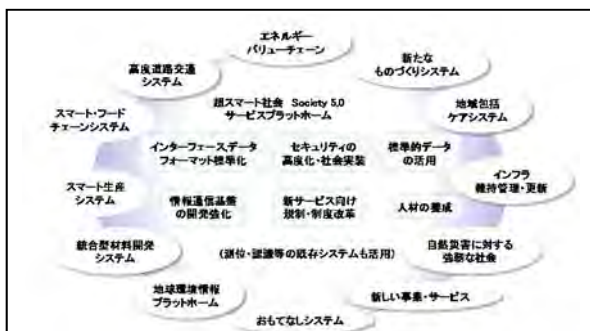 エネルギー
バリューチェーン
新たな
ものづくりシステム
高度道路交通
システム
超スマート社会 Society 5.0
サービスプラットホーム
地域包括
ケアシステム
スマート・フード
チェーンシステム
インターフェース、データ
フォーマット標準化
セキュリティの
高度化・社会実装
標準的データ
の活用
スマート生産
システム
情報通信基盤
の開発強化
新サービス向け
規制・制度改革
人材の養成
インフラ
維持管理・更新
統合型材料開発
システム
(測位・認識等の既存システムも活用)
自然災害に対する
強靭な社会
地球環境情報
プラットホーム
新しい事業・サービス
おもてなしシステム